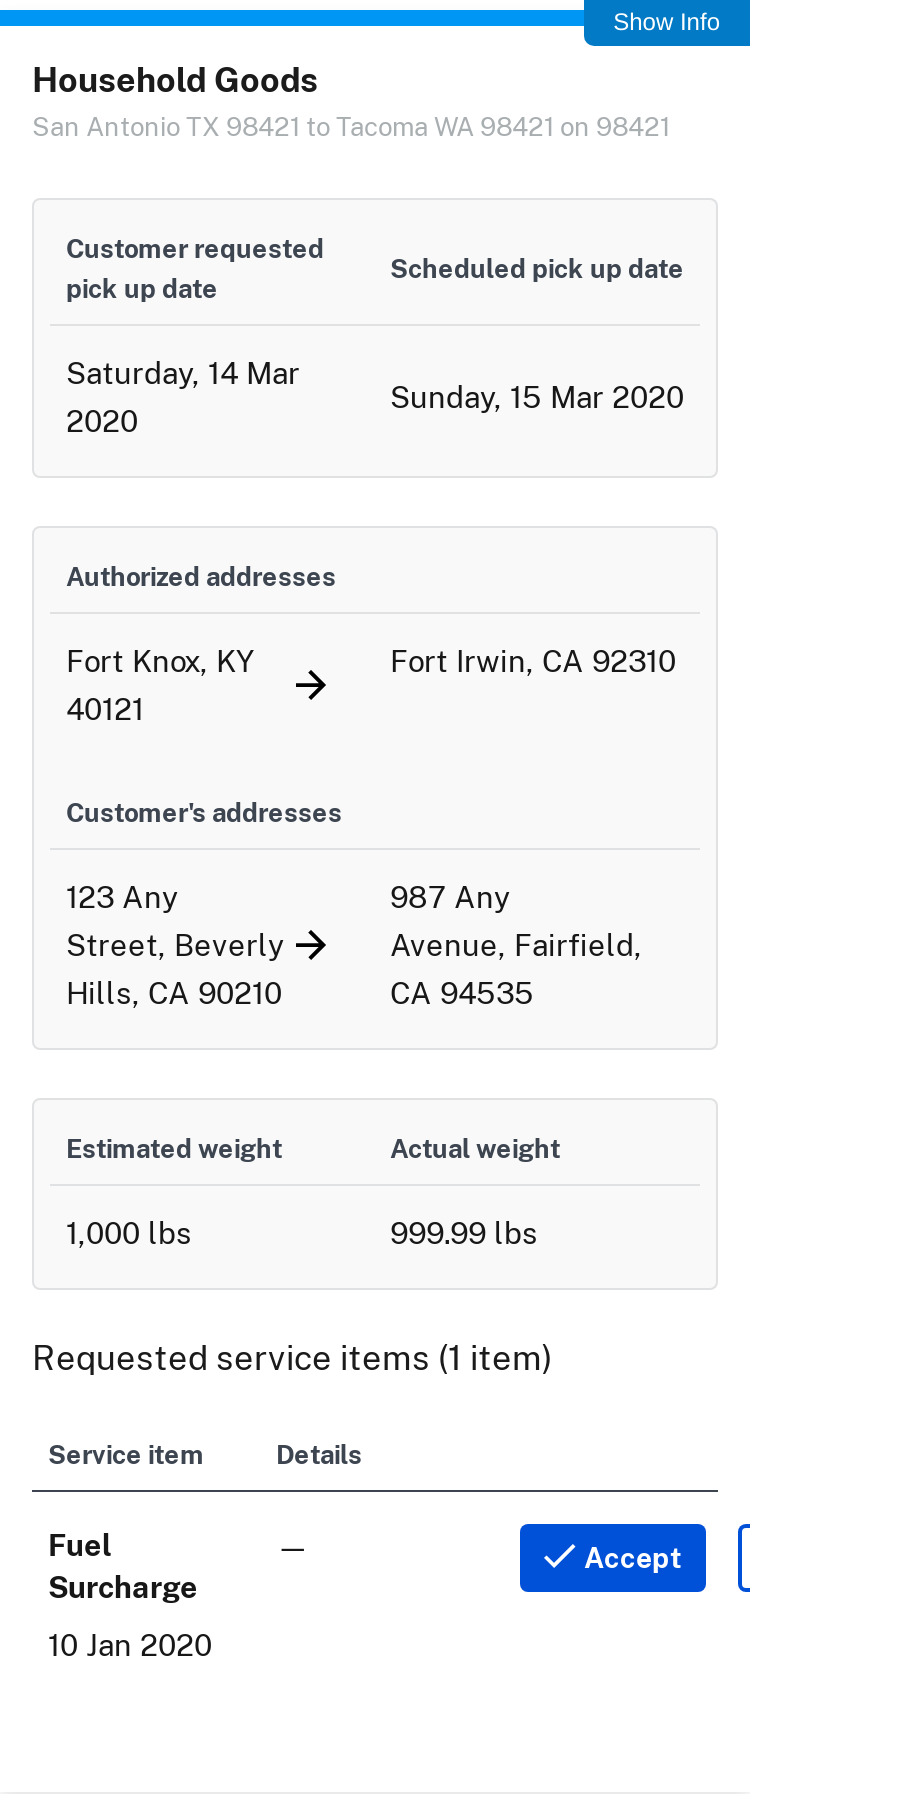 Show Info
Household Goods
San Antonio TX 98421 to Tacoma WA 98421 on 98421
Customer requested
pick up date
Scheduled pick up date
Saturday, 14 Mar
2020
Sunday, 15 Mar 2020
Authorized addresses
Fort Knox, KY
40121
Fort Irwin, CA 92310
Customer's addresses
123 Any
Street, Beverly
Hills, CA 90210
987 Any
Avenue, Fairfield,
CA 94535
Estimated weight
Actual weight
1,000 lbs
999.99 lbs
Requested service items (1 item)
Service item
Details
Fuel
Surcharge
—
Accept
10 Jan 2020